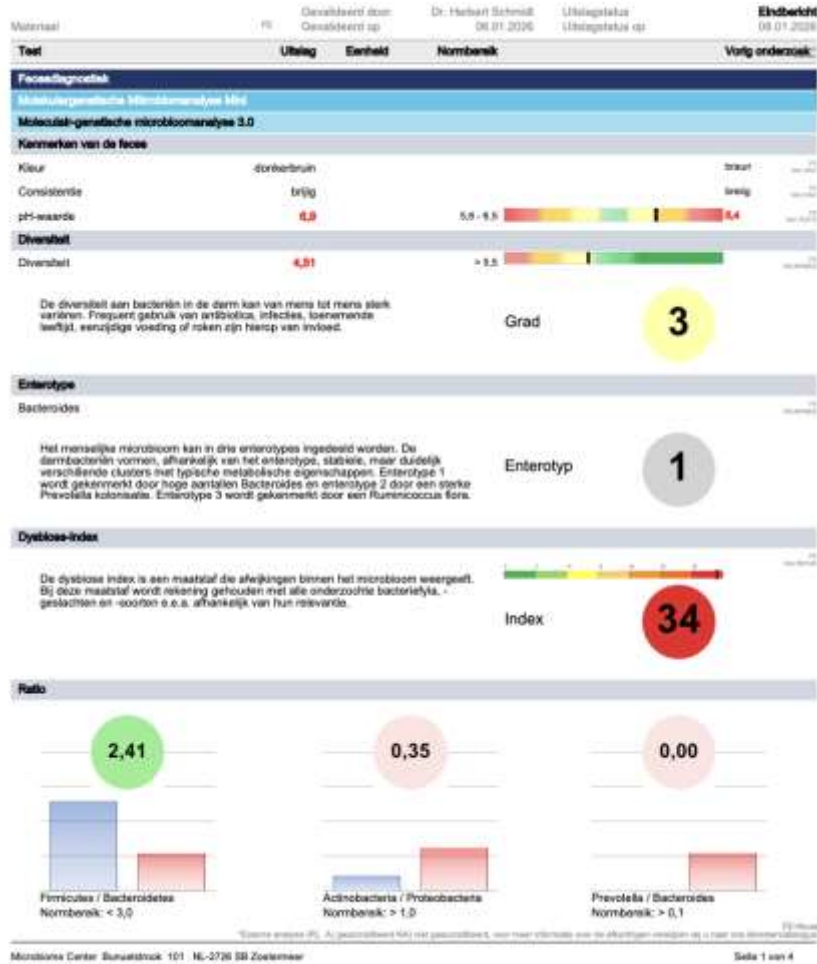 Gevalideerd door Dr. Herbert Schmidt Uitslagstatus Eindbericht
Materiaal FE Gevalideerd op 08.01.2026 Uitslagstatus op 08.01.2026
Test Uitslag Eenheid Normbereik Vorig onderzoek:
Fecesdiagnostiek
Moleculair-genetische microbioomanalyse 3.0
Kenmerken van de feces
Kleur donkerbruin braun
Consistentie brijig breiig
pH-waarde 6,9 5,8 - 6,5 6,4
Diversiteit
Diversiteit 4,51 > 5,5
De diversiteit aan bacteriën in de darm kan van mens tot mens sterk
variëren. Frequent gebruik van antibiotica, infecties, toenemende
leeftijd, eenzijdige voeding of roken zijn hierop van invloed.
Grad 3
Enterotype
Bacteroides
Het menselijke microbioom kan in drie enterotypes ingedeeld worden. De
darmbacteriën vormen, afhankelijk van het enterotype, stabiele, maar duidelijk
verschillende clusters met typische metabolische eigenschappen. Enterotype 1
wordt gekenmerkt door hoge aantallen Bacteroides en enterotype 2 door een sterke
Prevotella kolonisatie. Enterotype 3 wordt gekenmerkt door een Ruminicoccus flora.
Enterotyp 1
Dysbiose-index
De dysbiose index is een maatstaf die afwijkingen binnen het microbioom weergeeft.
Bij deze maatstaf wordt rekening gehouden met alle onderzochte bacteriefyla, -
geslachten en -soorten e.e.a. afhankelijk van hun relevantie.
Index 34
Ratio
2,41 0,35 0,00
Firmicutes / Bacteroidetes Actinobacteria / Proteobacteria Prevotella / Bacteroides
Normbereik: < 3,0 Normbereik: > 1,0 Normbereik: > 0,1
Microbiome Center 101 NL-2726 SB Zoetermeer Seite 1 von 4